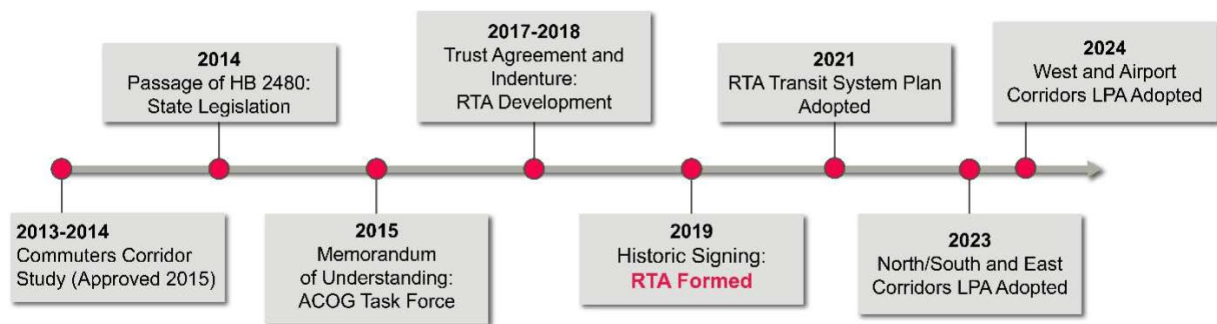 2014
Passage of HB 2480:
State Legislation
2017-2018
Trust Agreement and
Indenture:
RTA Development
2021
RTA Transit System Plan
Adopted
2024
West and Airport
Corridors LPA Adopted
2013-2014
Commuters Corridor
Study (Approved 2015)
2015
Memorandum
of Understanding:
ACOG Task Force
2019
Historic Signing:
RTA Formed
2023
North/South and East
Corridors LPA Adopted